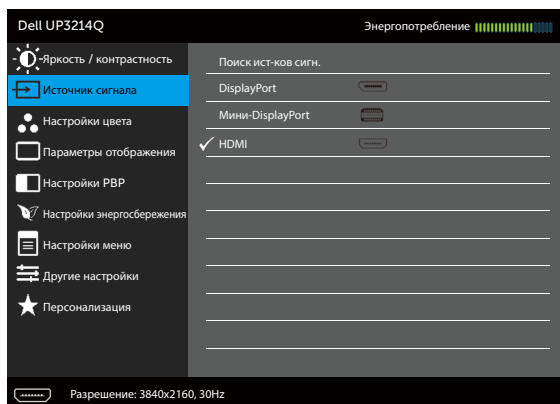 Dell UP3214Q
Энергопотребление
Яркость / контрастность
Источник сигнала
Настройки цвета
Параметры отображения
Настройки PBP
Настройки энергосбережения
Настройки меню
Другие настройки
Персонализация
Поиск ист-ков сигн.
DisplayPort
Мини-DisplayPort
HDMI
Разрешение: 3840x2160, 30Hz